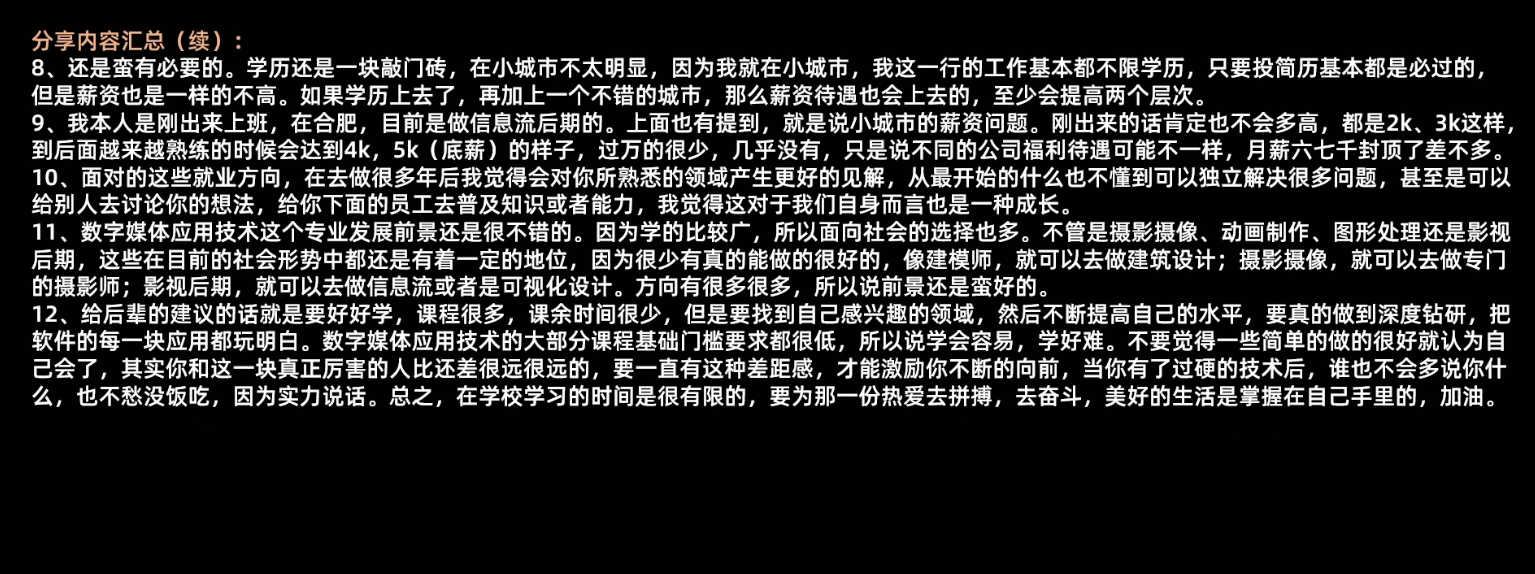 分享内容汇总（续）：
8、还是蛮有必要的。学历还是一块敲门砖，在小城市不太明显，因为我就在小城市，我这一行的工作基本都不限学历，只要投简历基本都是必过的，
但是薪资也是一样的不高。如果学历上去了，再加上一个不错的城市，那么薪资待遇也会上去的，至少会提高两个层次。
9、我本人是刚出来上班，在合肥，目前是做信息流后期的。上面也有提到，就是说小城市的薪资问题。刚出来的话肯定也不会多高，都是2k、3k这样，
到后面越来越熟练的时候会达到4k，5k（底薪）的样子，过万的很少，几乎没有，只是说不同的公司福利待遇可能不一样，月薪六七千封顶了差不多。
10、面对的这些就业方向，在去做很多年后我觉得会对你所熟悉的领域产生更好的见解，从最开始的什么也不懂到可以独立解决很多问题，甚至是可以
给别人去讨论你的想法，给你下面的员工去普及知识或者能力，我觉得这对于我们自身而言也是一种成长。
11、数字媒体应用技术这个专业发展前景还是很不错的。因为学的比较广，所以面向社会的选择也多。不管是摄影摄像、动画制作、图形处理还是影视
后期，这些在目前的社会形势中都还是有着一定的地位，因为很少有真的能做的很好的，像建模师，就可以去做建筑设计；摄影摄像，就可以去做专门
的摄影师；影视后期，就可以去做信息流或者是可视化设计。方向有很多很多，所以说前景还是蛮好的。
12、给后辈的建议的话就是要好好学，课程很多，课余时间很少，但是要找到自己感兴趣的领域，然后不断提高自己的水平，要真的做到深度钻研，把
软件的每一块应用都玩明白。数字媒体应用技术的大部分课程基础门槛要求都很低，所以说学会容易，学好难。不要觉得一些简单的做的很好就认为自
己会了，其实你和这一块真正厉害的人比还差很远很远的，要一直有这种差距感，才能激励你不断的向前，当你有了过硬的技术后，谁也不会多说你什
么，也不愁没饭吃，因为实力说话。总之，在学校学习的时间是很有限的，要为那一份热爱去拼搏，去奋斗，美好的生活是掌握在自己手里的，加油。